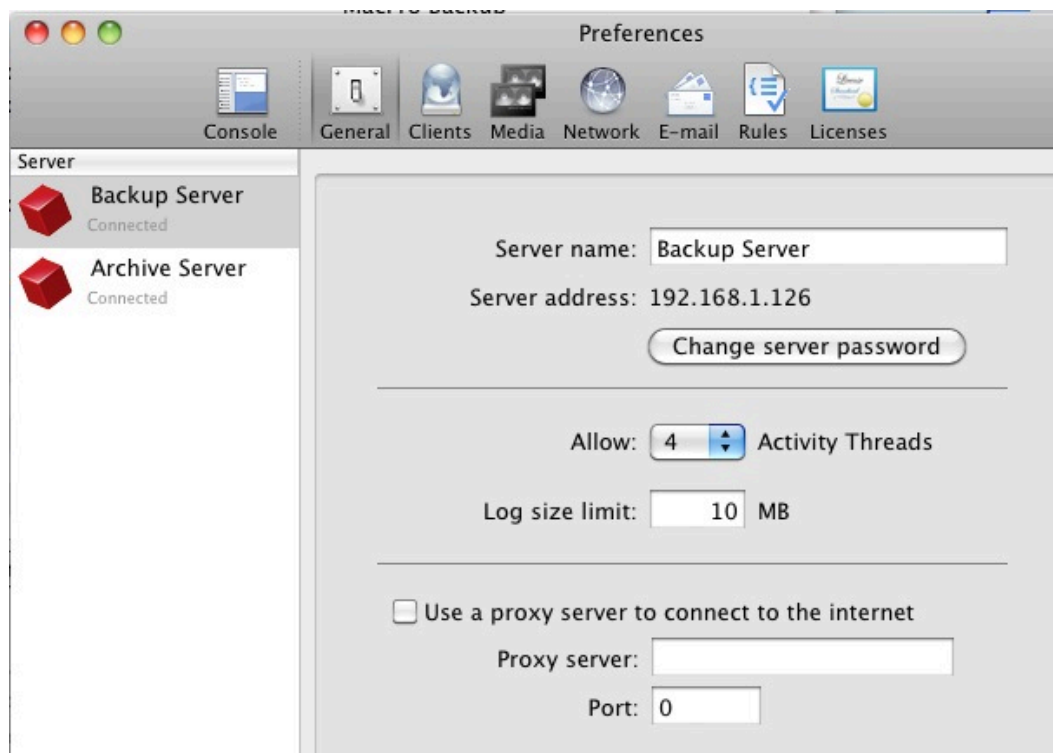 Preferences
Console General Clients Media Network E-mail Rules Licenses
Server
Backup Server
Connected
Archive Server
Connected
Server name: Backup Server
Server address: 192.168.1.126
Change server password
Allow: 4 Activity Threads
Log size limit: 10 MB
Use a proxy server to connect to the internet
Proxy server:
Port: 0